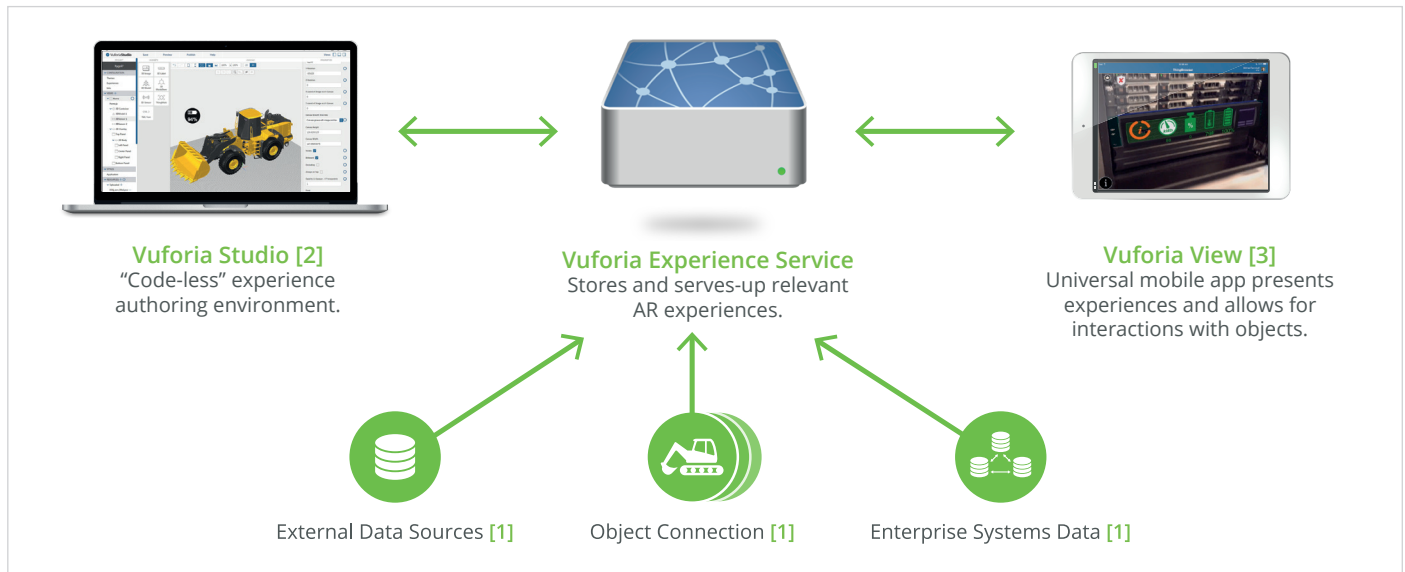 Vuforia Studio [2]
“Code-less” experience
authoring environment.
Vuforia Experience Service
Stores and serves-up relevant
AR experiences.
Vuforia View [3]
Universal mobile app presents
experiences and allows for
interactions with objects.
External Data Sources [1]
Object Connection [1]
Enterprise Systems Data [1]